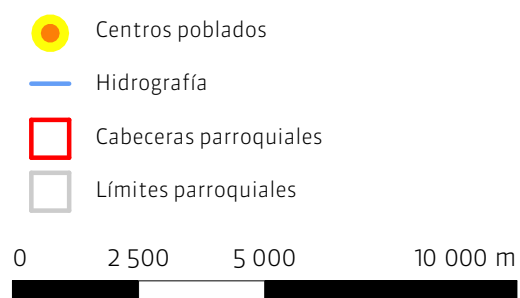 Centros poblados
Hidrografía
Cabeceras parroquiales
Límites parroquiales
0 2 500 5 000 10 000 m